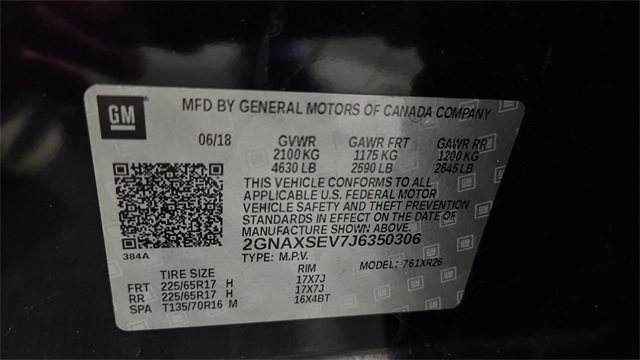 GM
MFD BY GENERAL MOTORS OF CANADA COMPANY
06/18 GVWR GAWR FRT GAWR RR
2100 KG 1175 KG 1200 KG
4630 LB 2590 LB 2645 LB
THIS VEHICLE CONFORMS TO ALL
APPLICABLE U.S. FEDERAL MOTOR
VEHICLE SAFETY AND THEFT PREVENTION
STANDARDS IN EFFECT ON THE DATE OF
MANUFACTURE SHOWN ABOVE.
2GNAXSEV7J6350306
384A TYPE: M.P.V. MODEL: 761XR26
TIRE SIZE RIM
FRT 225/65R17 H 17X7J
RR 225/65R17 H 17X7J
SPA T135/70R16 M 16X4BT